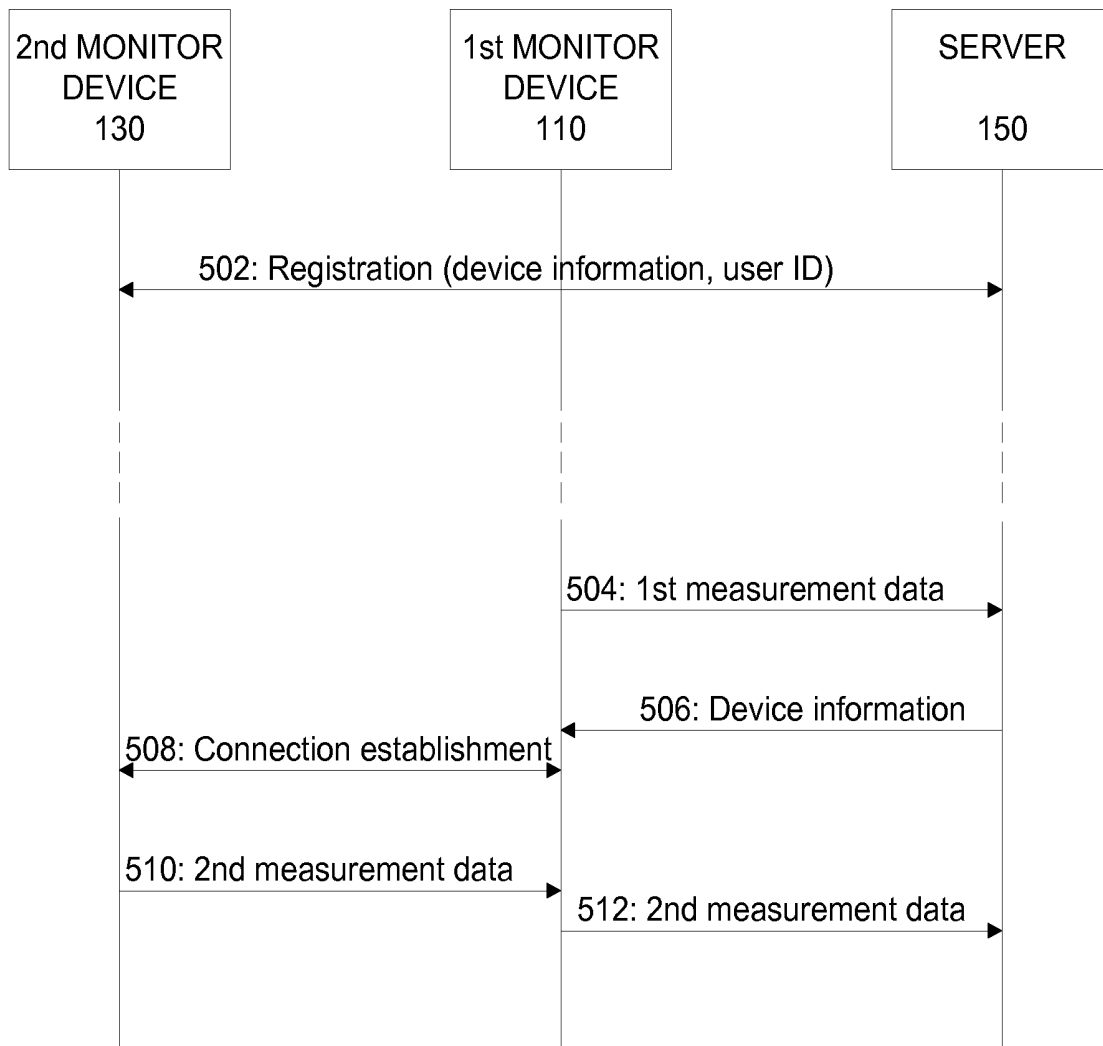 2nd MONITOR
DEVICE
130
1st MONITOR
DEVICE
110
SERVER
150
502: Registration (device information, user ID)
504: 1st measurement data
506: Device information
508: Connection establishment
510: 2nd measurement data
512: 2nd measurement data